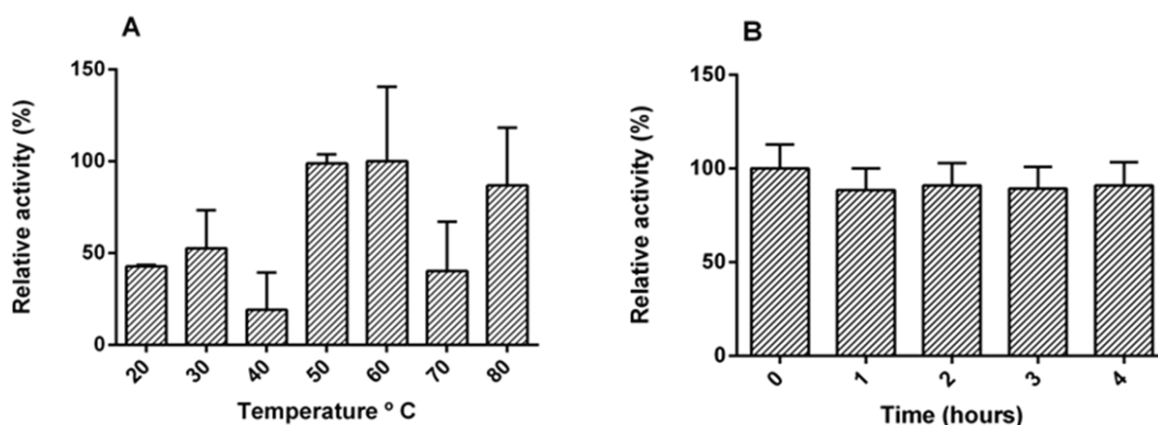 A
Relative activity (%)
150
100
50
0
20 30 40 50 60 70 80
Temperature º C
B
Relative activity (%)
150
100
50
0
0 1 2 3 4
Time (hours)